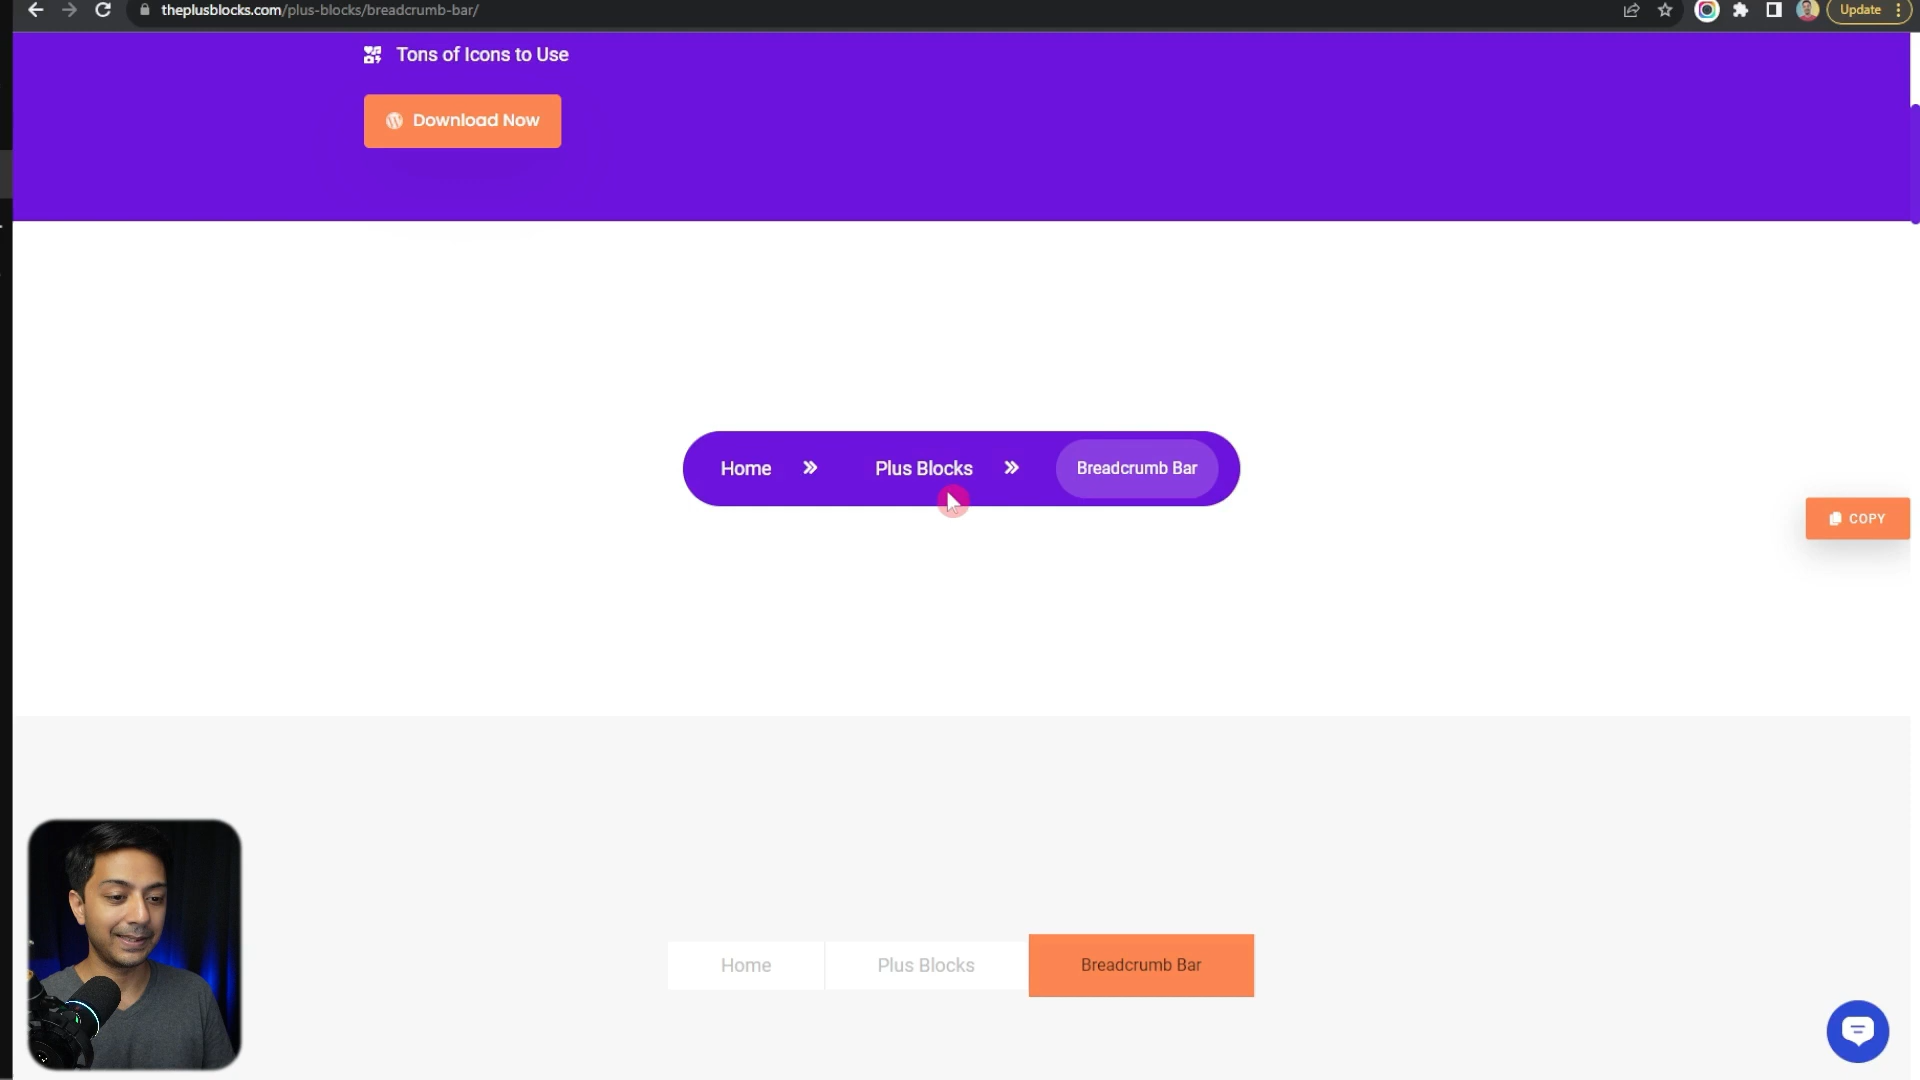 theplusblocks.com/plus-blocks/breadcrumb-bar/
Update
Tons of Icons to Use
Download Now
Home » Plus Blocks » Breadcrumb Bar
COPY
Home Plus Blocks Breadcrumb Bar